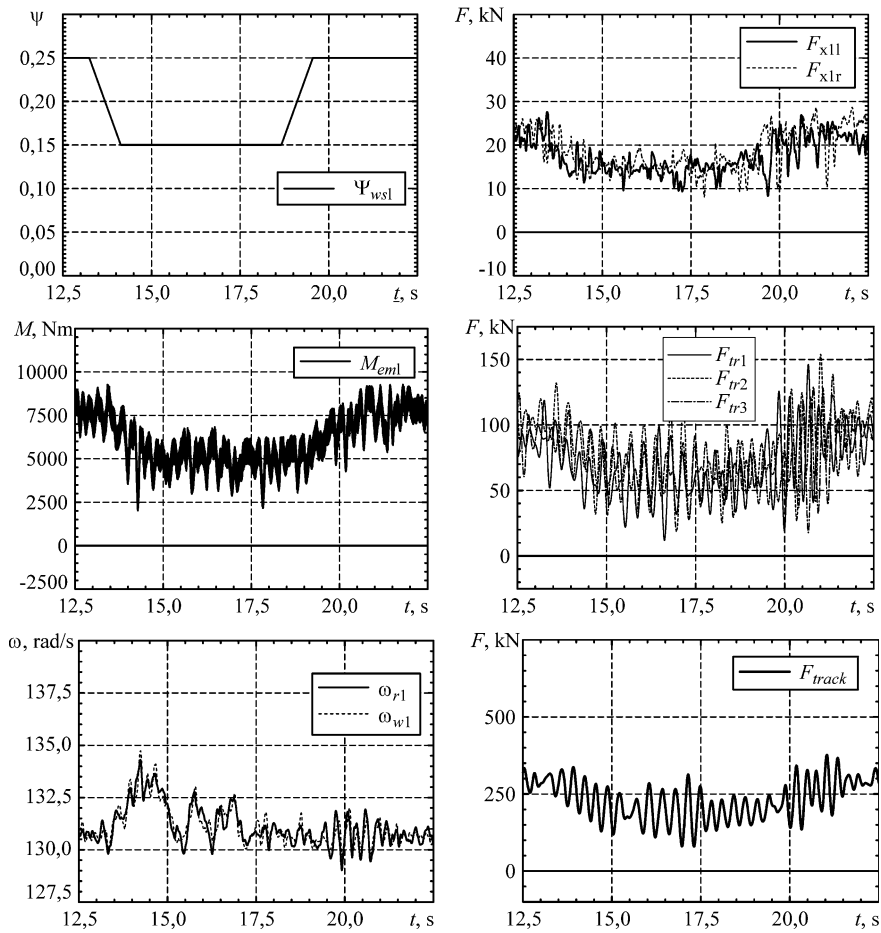 Ψ
0,25
0,20
0,15
0,10
0,05
0,00
12,5 15,0 17,5 20,0 t, s
Ψws1
F, kN
40
30
20
10
0
-10
12,5 15,0 17,5 20,0 t, s
Fx1l
Fx1r
M, Nm
10000
7500
5000
2500
0
-2500
12,5 15,0 17,5 20,0 t, s
Mem1
F, kN
150
100
50
0
12,5 15,0 17,5 20,0 t, s
Ftr1
Ftr2
Ftr3
ω, rad/s
137,5
135,0
132,5
130,0
127,5
12,5 15,0 17,5 20,0 t, s
ωr1
ωw1
F, kN
500
250
0
12,5 15,0 17,5 20,0 t, s
Ftrack